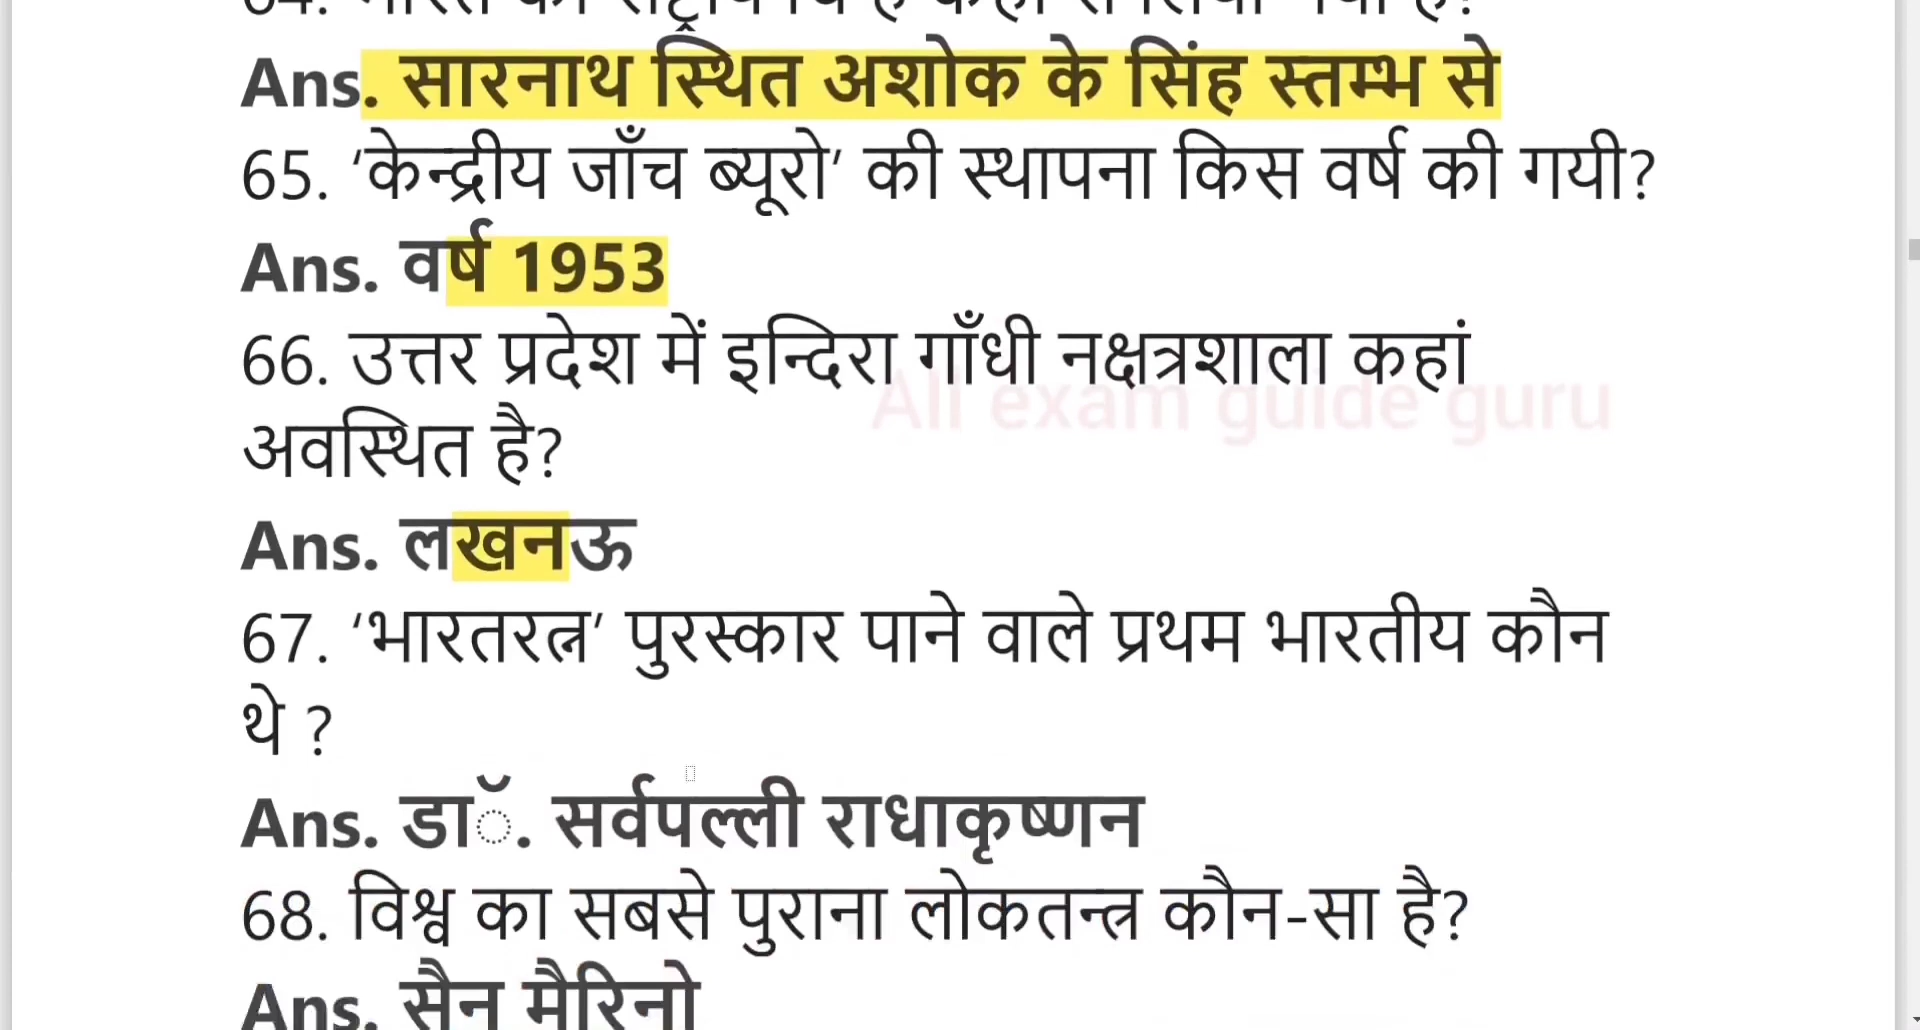 Ans. सारनाथ स्थित अशोक के सिंह स्तम्भ से
65. ‘केन्द्रीय जाँच ब्यूरो’ की स्थापना किस वर्ष की गयी?
Ans. वर्ष 1953
66. उत्तर प्रदेश में इन्दिरा गाँधी नक्षत्रशाला कहां
All exam guide guru
अवस्थित है?
Ans. लखनऊ
67. ‘भारतरत्न’ पुरस्कार पाने वाले प्रथम भारतीय कौन
थे ?
Ans. डाॅ. सर्वपल्ली राधाकृष्णन
68. विश्व का सबसे पुराना लोकतन्त्र कौन-सा है?
Ans. सैन मैरिनो